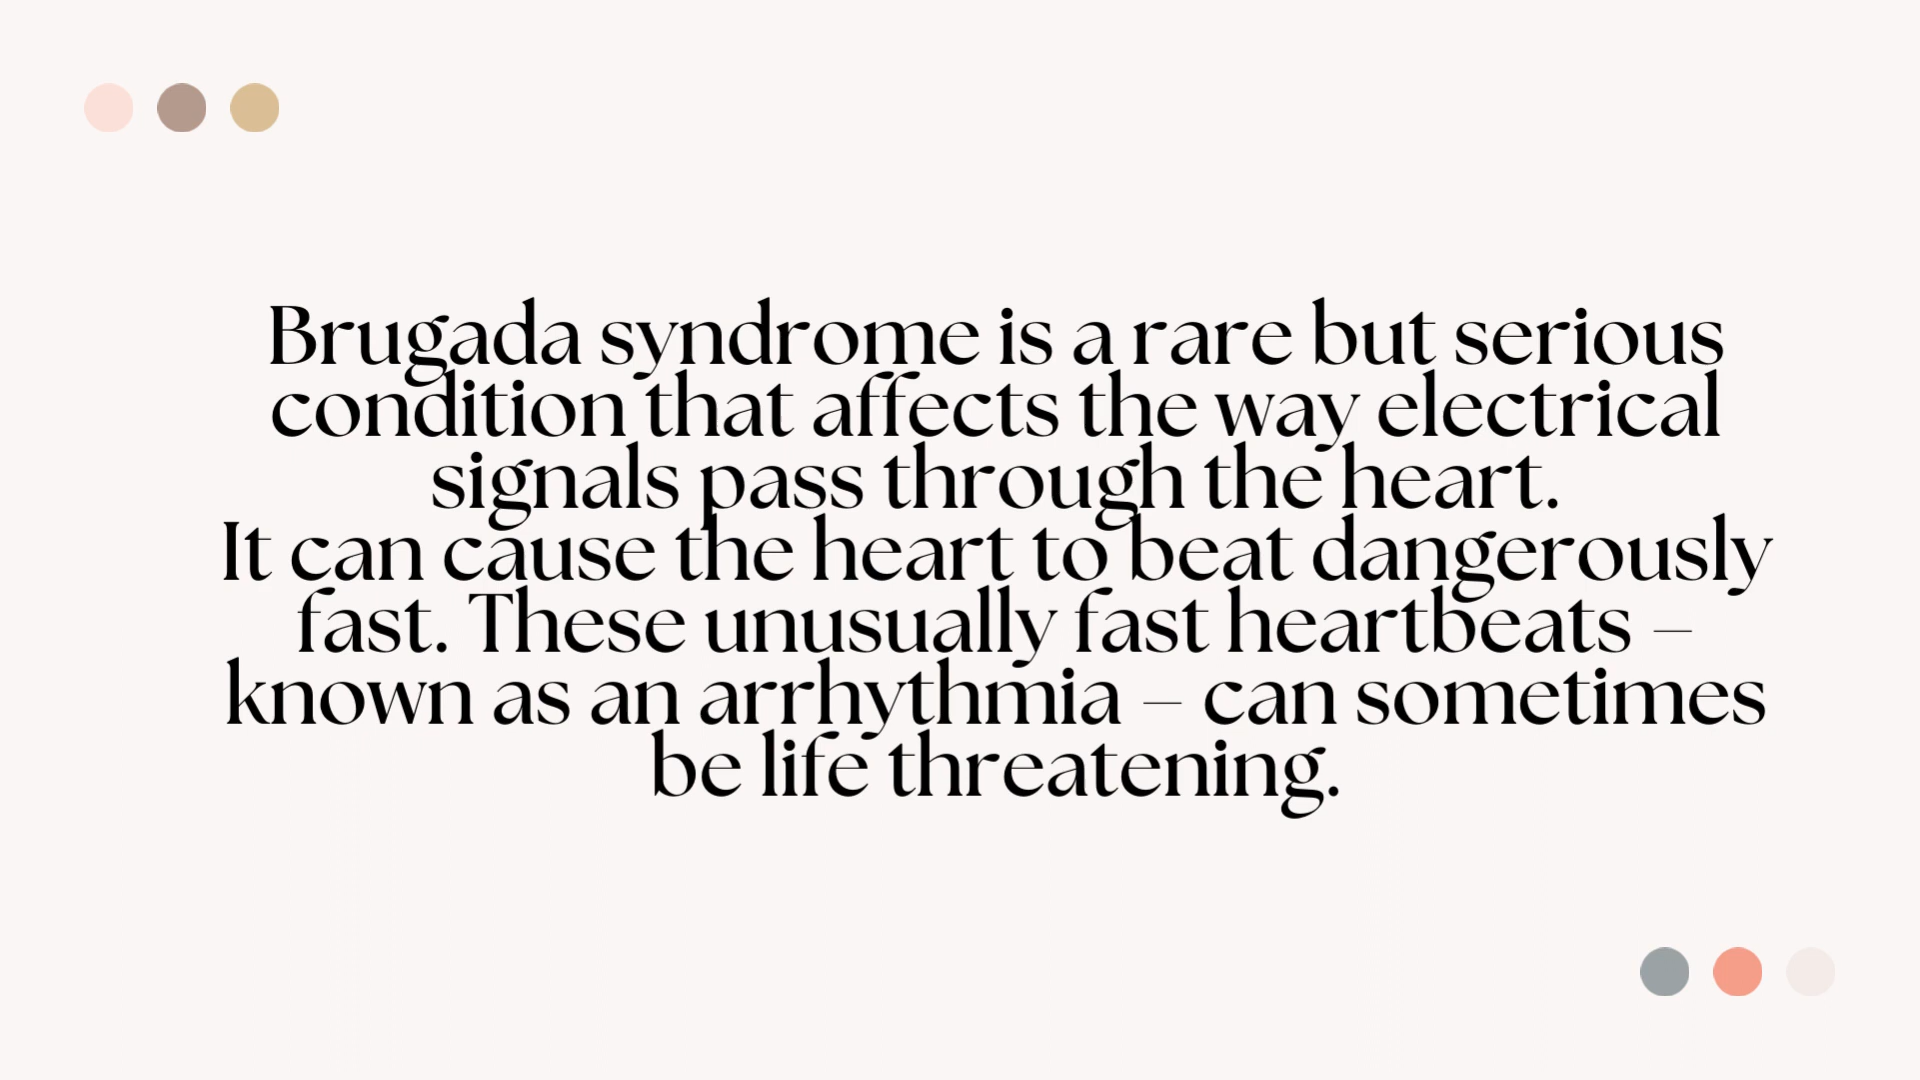 Brugada syndrome is a rare but serious
condition that affects the way electrical
signals pass through the heart.
It can cause the heart to beat dangerously
fast. These unusually fast heartbeats –
known as an arrhythmia – can sometimes
be life threatening.